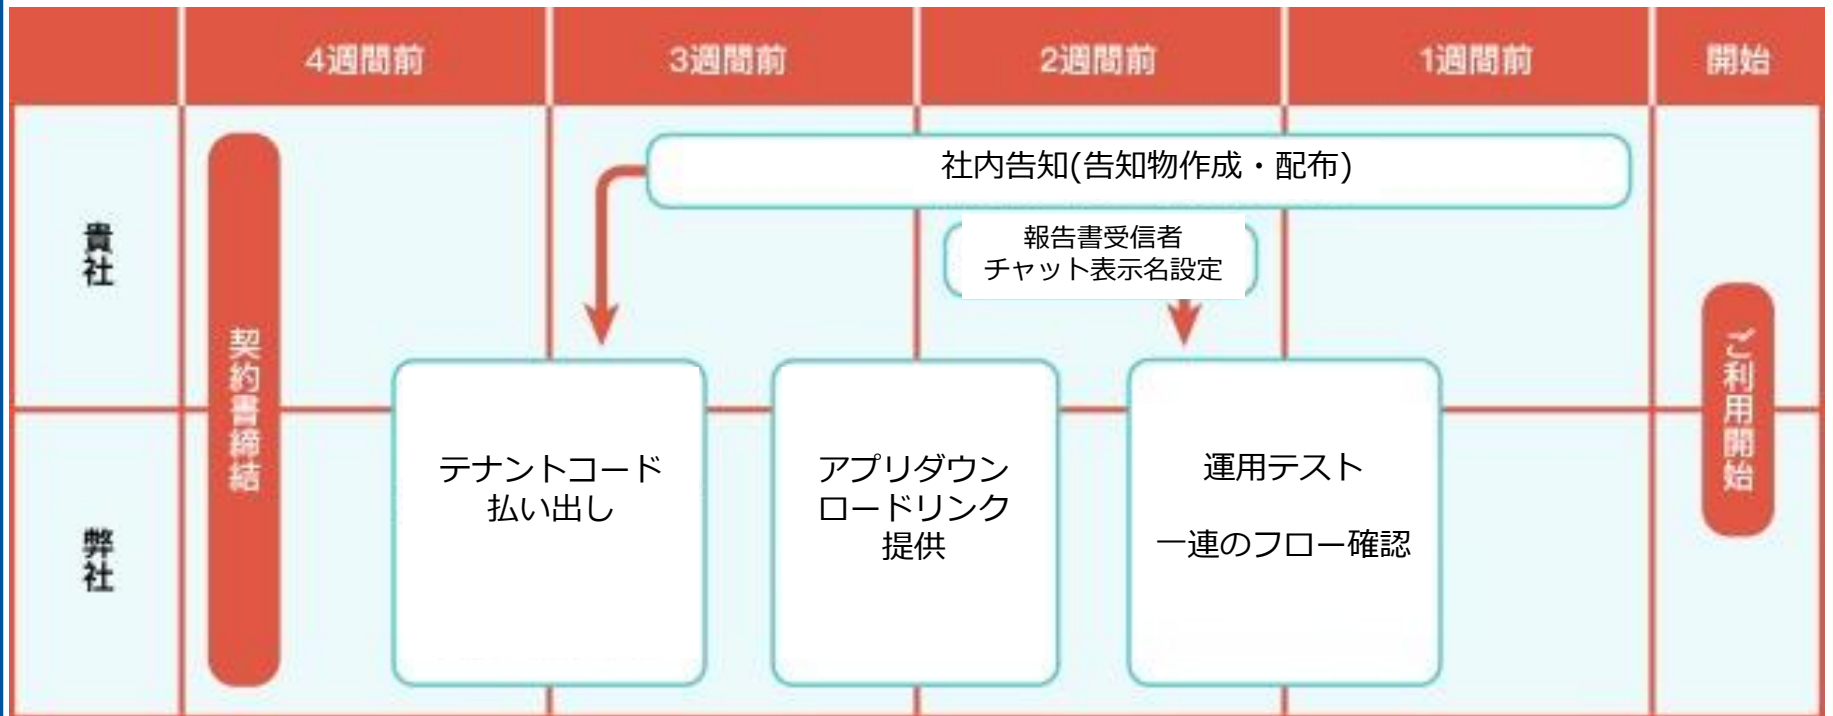 4週間前
3週間前
2週間前
1週間前
開始
貴社
契約書締結
社内告知(告知物作成・配布)
報告書受信者
チャット表示名設定
ご利用開始
弊社
テナントコード
払い出し
アプリダウン
ロードリンク
提供
運用テスト
一連のフロー確認